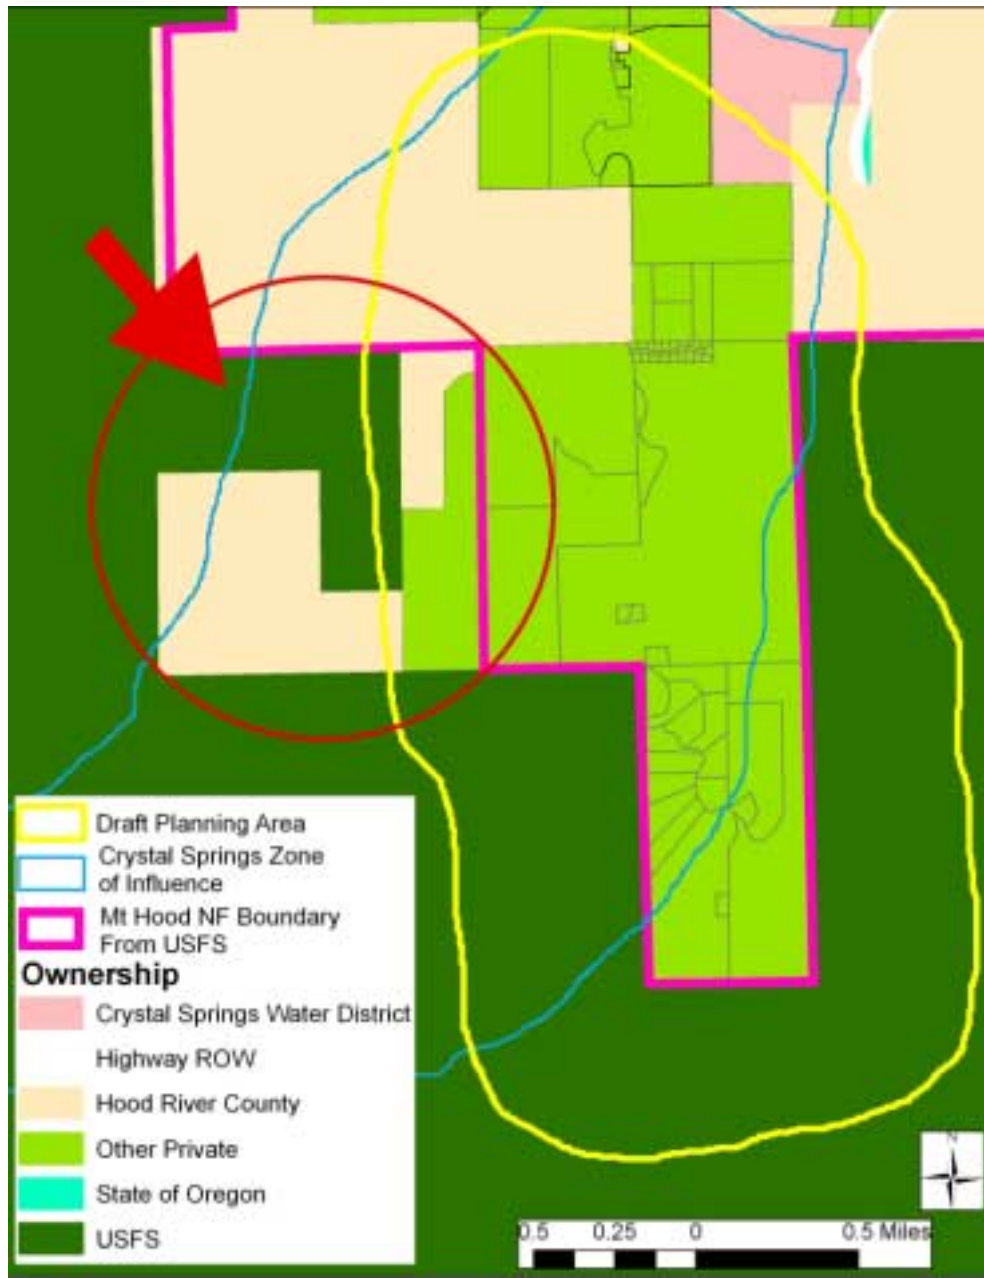 Draft Planning Area
Crystal Springs Zone
of Influence
Mt Hood NF Boundary
From USFS
Ownership
Crystal Springs Water District
Highway ROW
Hood River County
Other Private
State of Oregon
USFS
N
0.5 0.25 0 0.5 Miles